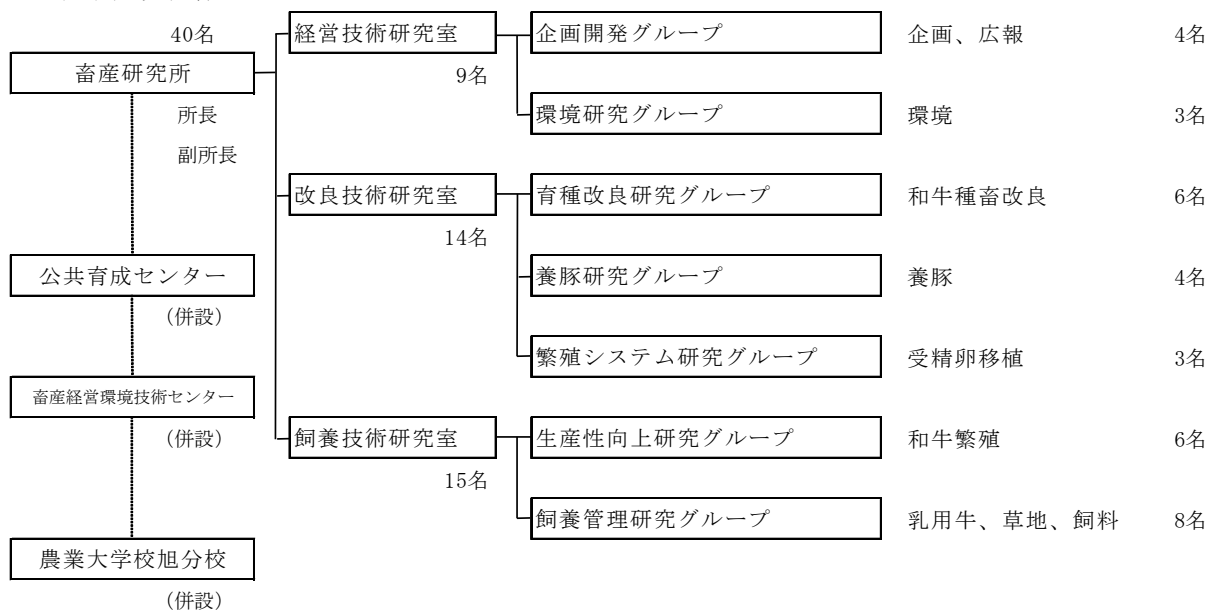 40名
畜産研究所
所長
副所長
公共育成センター
(併設)
畜産経営環境技術センター
(併設)
農業大学校旭分校
(併設)
経営技術研究室
9名
企画開発グループ 企画、広報 4名
環境研究グループ 環境 3名
改良技術研究室
14名
育種改良研究グループ 和牛種畜改良 6名
養豚研究グループ 養豚 4名
繁殖システム研究グループ 受精卵移植 3名
飼養技術研究室
15名
生産性向上研究グループ 和牛繁殖 6名
飼養管理研究グループ 乳用牛、草地、飼料 8名